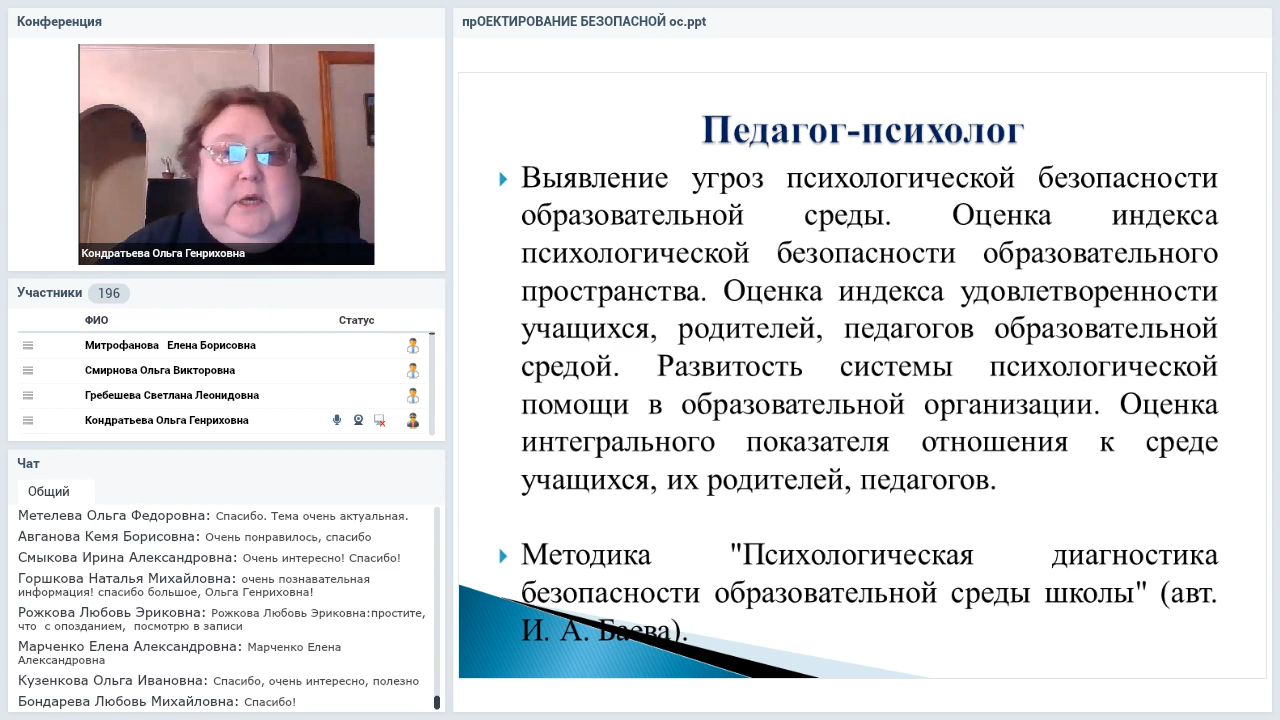 Конференция
Кондратьева Ольга Генриховна
Участники 196
ФИО Статус
Митрофанова Елена Борисовна
Смирнова Ольга Викторовна
Гребешева Светлана Леонидовна
Кондратьева Ольга Генриховна
Чат
Общий
Метелева Ольга Федоровна: Спасибо. Тема очень актуальная.
Авганова Кемя Борисовна: Очень понравилось, спасибо
Смыкова Ирина Александровна: Очень интересно! Спасибо!
Горшкова Наталья Михайловна: очень познавательная
информация! спасибо большое, Ольга Генриховна!
Рожкова Любовь Эриковна: Рожкова Любовь Эриковна:простите,
что с опозданием, посмотрю в записи
Марченко Елена Александровна: Марченко Елена
Александровна
Кузенкова Ольга Ивановна: Спасибо, очень интересно, полезно
Бондарева Любовь Михайловна: Спасибо!
прОЕКТИРОВАНИЕ БЕЗОПАСНОЙ ос.ppt
Педагог-психолог
Выявление угроз психологической безопасности
образовательной среды. Оценка индекса
психологической безопасности образовательного
пространства. Оценка индекса удовлетворенности
учащихся, родителей, педагогов образовательной
средой. Развитость системы психологической
помощи в образовательной организации. Оценка
интегрального показателя отношения к среде
учащихся, их родителей, педагогов.
Методика "Психологическая диагностика
безопасности образовательной среды школы" (авт.
И. А. Баева).